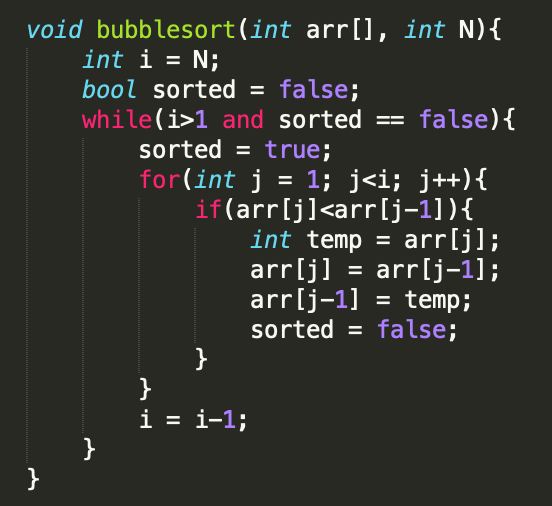 void bubblesort(int arr[], int N){
    int i = N;
    bool sorted = false;
    while(i>1 and sorted == false){
        sorted = true;
        for(int j = 1; j<i; j++){
            if(arr[j]<arr[j-1]){
                int temp = arr[j];
                arr[j] = arr[j-1];
                arr[j-1] = temp;
                sorted = false;
            }
        }
        i = i-1;
    }
}